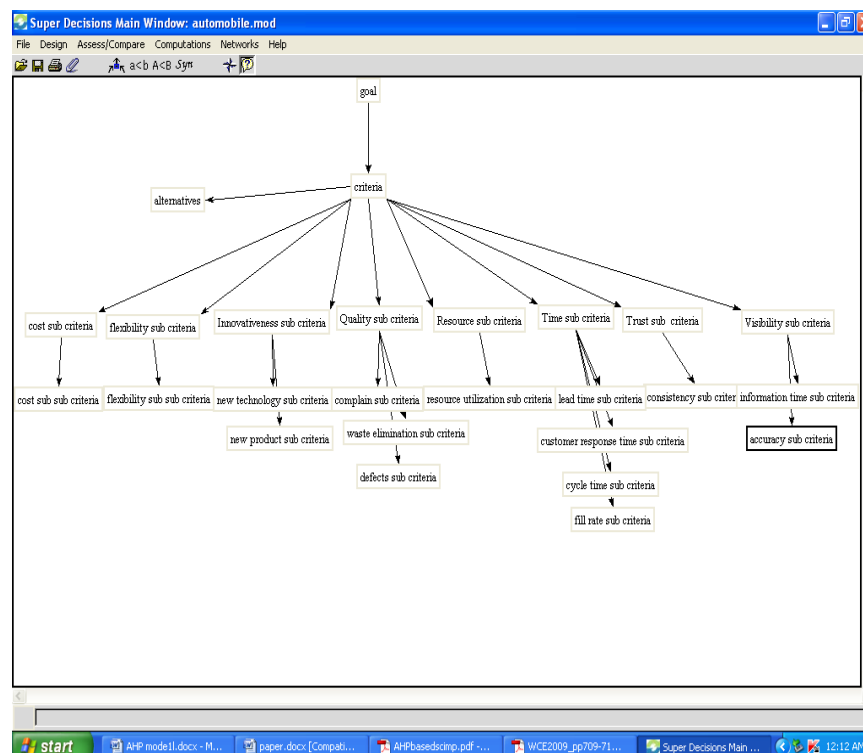 Super Decisions Main Window: automobile.mod
File Design Assess/Compare Computations Networks Help
a<b A<B Syn
goal
criteria
alternatives
cost sub criteria
flexibility sub criteria
Innovativeness sub criteria
Quality sub criteria
Resource sub criteria
Time sub criteria
Trust sub criteria
Visibility sub criteria
cost sub sub criteria
flexibility sub sub criteria
new technology sub criteria
complain sub criteria
resource utilization sub criteria
lead time sub criteria
consistency sub criter
information time sub criteria
new product sub criteria
waste elimination sub criteria
customer response time sub criteria
accuracy sub criteria
defects sub criteria
cycle time sub criteria
fill rate sub criteria
start
AHP mode1l.docx - M...
paper.docx [Compati...
AHPbasedscimp.pdf -...
WCE2009_pp709-71...
Super Decisions Main ...
12:12 AM